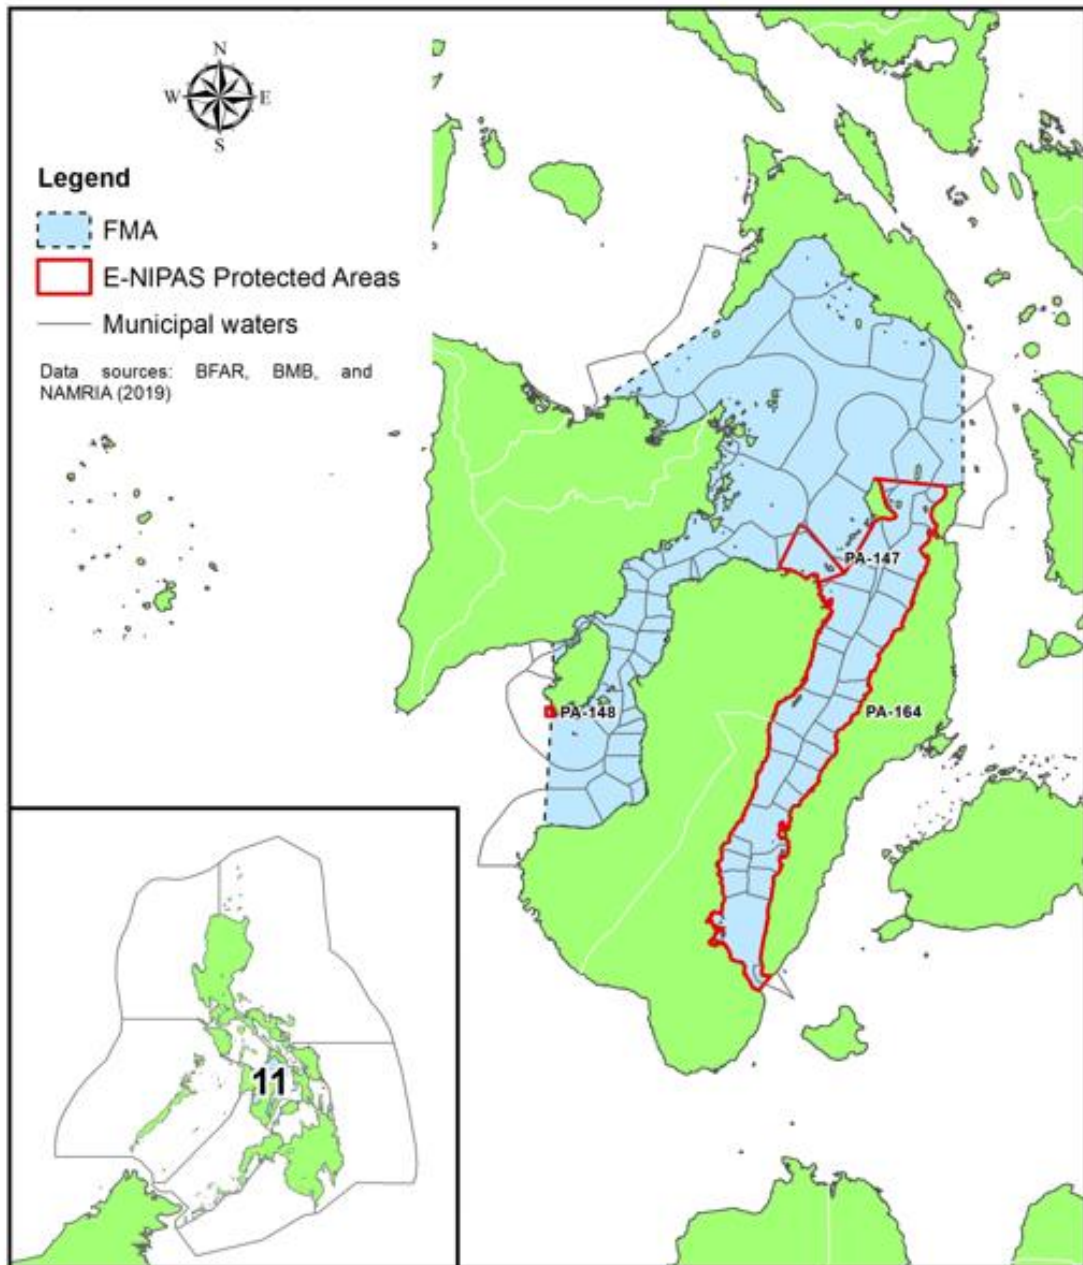 N
W E
S
Legend
FMA
E-NIPAS Protected Areas
Municipal waters
Data sources: BFAR, BMB, and
NAMRIA (2019)
PA-147
PA-148
PA-164
11